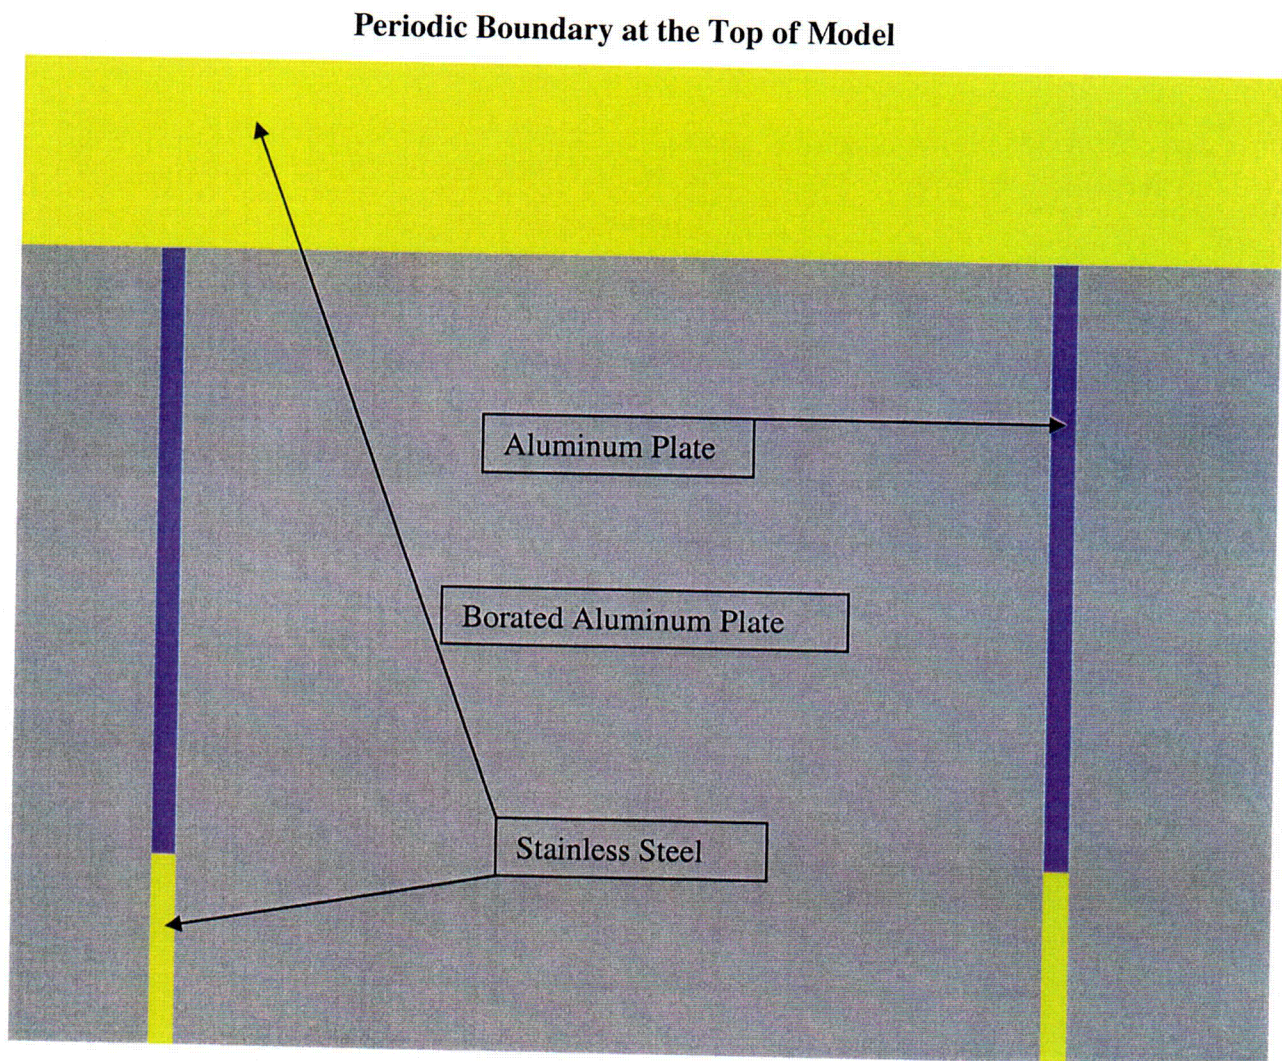 Periodic Boundary at the Top of Model
Aluminum Plate
Borated Aluminum Plate
Stainless Steel